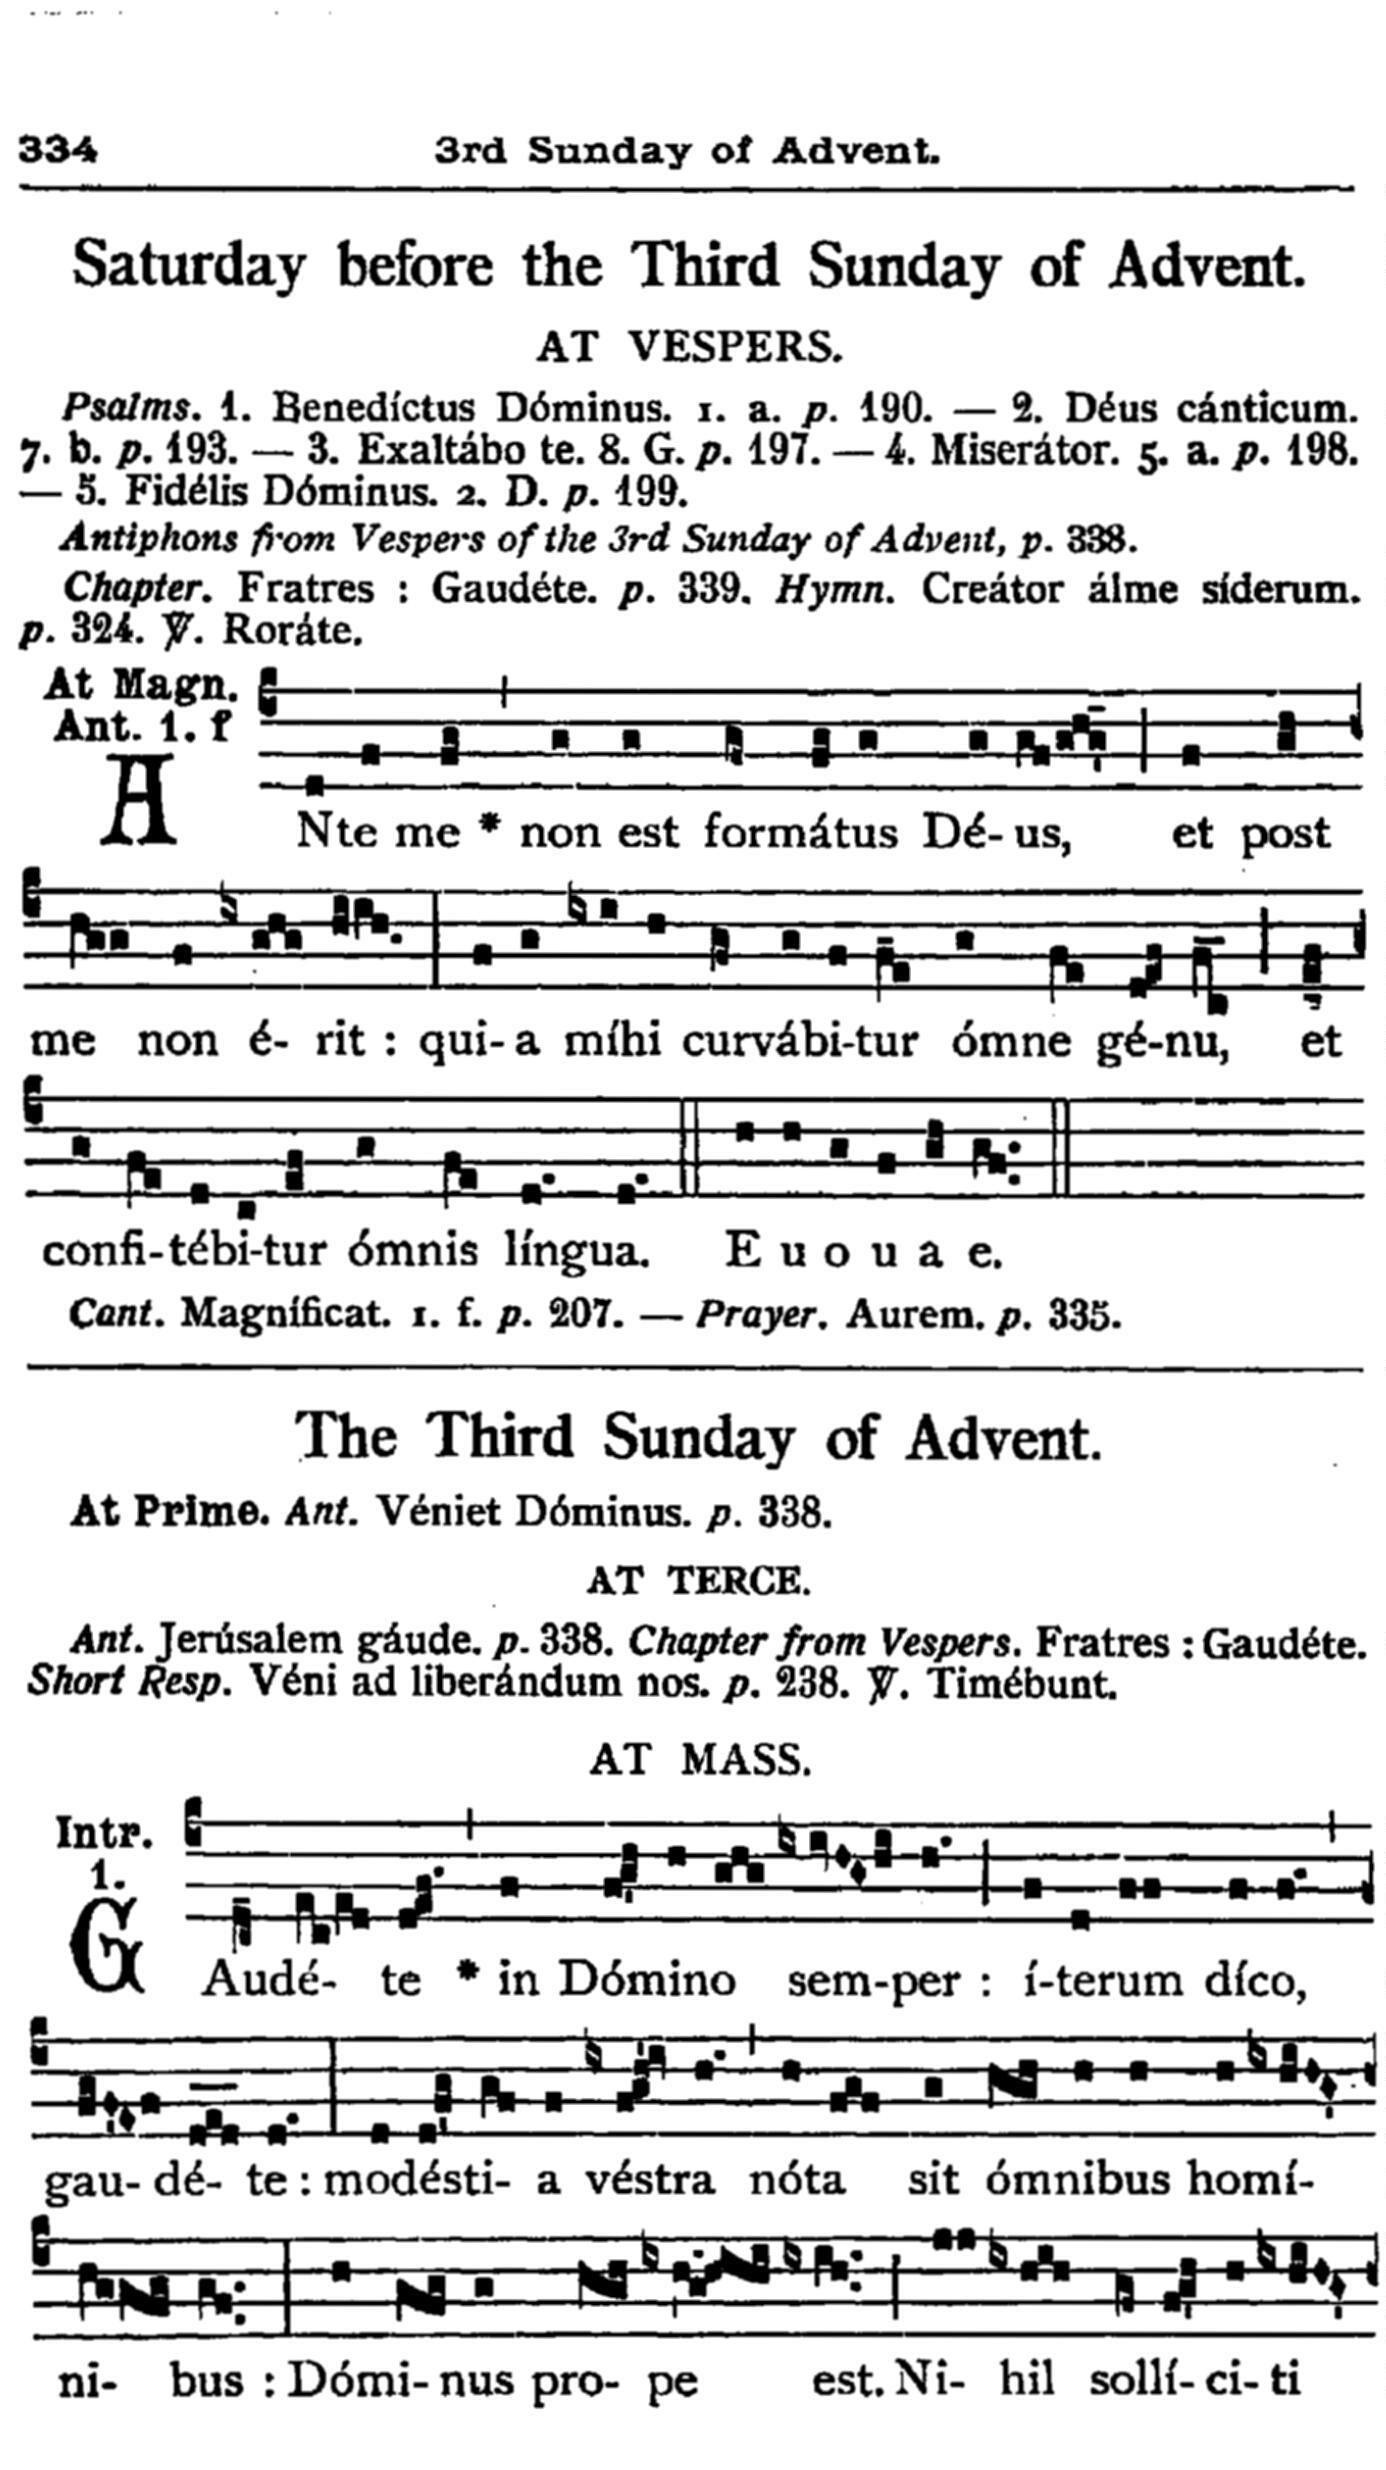 334 3rd Sunday of Advent.
Saturday before the Third Sunday of Advent.
AT VESPERS.
Psalms. 1. Benedíctus Dóminus. 1. a. p. 190. — 2. Déus cánticum.
7. b. p. 193. — 3. Exaltábo te. 8. G. p. 197. — 4. Miserátor. 5. a. p. 198.
— 5. Fidélis Dóminus. 2. D. p. 199.
Antiphons from Vespers of the 3rd Sunday of Advent, p. 338.
Chapter. Fratres : Gaudéte. p. 339. Hymn. Creátor álme síderum.
p. 324. ℣. Roráte.
At Magn.
Ant. 1. f
ANte me * non est formátus Dé- us, et post
me non é- rit : qui- a míhi curvábi-tur ómne gé-nu, et
confi-tébi-tur ómnis língua. E u o u a e.
Cant. Magníficat. 1. f. p. 207. — Prayer. Aurem. p. 335.
The Third Sunday of Advent.
At Prime. Ant. Véniet Dóminus. p. 338.
AT TERCE.
Ant. Jerúsalem gáude. p. 338. Chapter from Vespers. Fratres : Gaudéte.
Short Resp. Véni ad liberándum nos. p. 238. ℣. Timébunt.
AT MASS.
Intr.
1.
GAudé- te * in Dómino sem-per : í-terum díco,
gau- dé- te : modésti- a véstra nóta sit ómnibus homí-
ni- bus : Dómi- nus pro- pe est. Ni- hil sollí- ci- ti